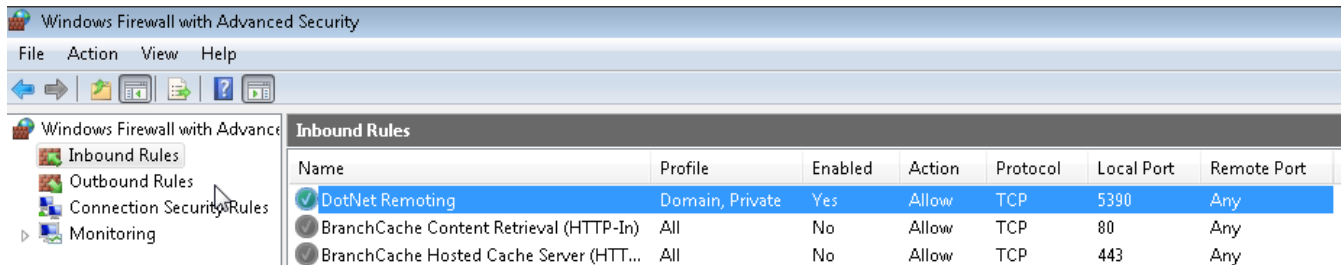 Windows Firewall with Advanced Security
File Action View Help
Windows Firewall with Advance
Inbound Rules
Outbound Rules
Connection Security Rules
Monitoring
Inbound Rules
Name Profile Enabled Action Protocol Local Port Remote Port
DotNet Remoting Domain, Private Yes Allow TCP 5390 Any
BranchCache Content Retrieval (HTTP-In) All No Allow TCP 80 Any
BranchCache Hosted Cache Server (HTT... All No Allow TCP 443 Any